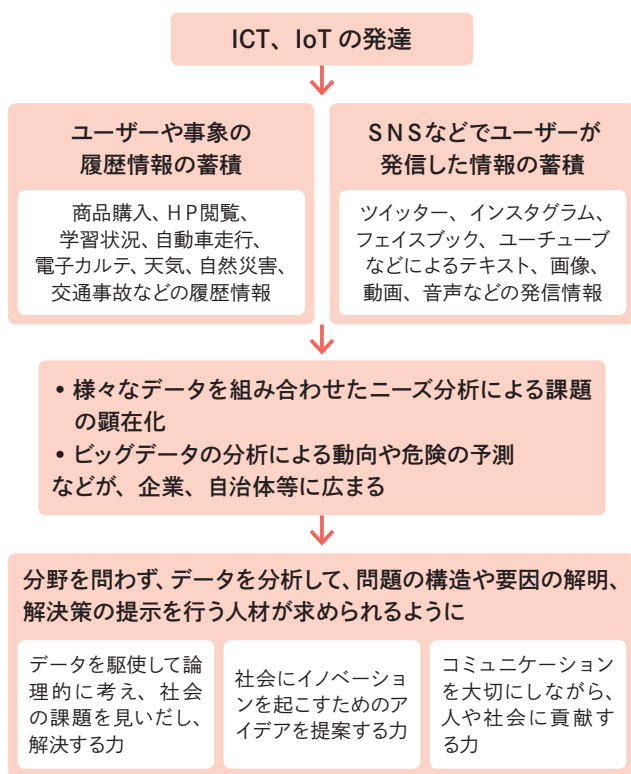 ICT、IoT の発達
ユーザーや事象の
履歴情報の蓄積
商品購入、HP閲覧、
学習状況、自動車走行、
電子カルテ、天気、自然災害、
交通事故などの履歴情報
SNSなどでユーザーが
発信した情報の蓄積
ツイッター、インスタグラム、
フェイスブック、ユーチューブ
などによるテキスト、画像、
動画、音声などの発信情報
• 様々なデータを組み合わせたニーズ分析による課題
の顕在化
• ビッグデータの分析による動向や危険の予測
などが、企業、自治体等に広まる
分野を問わず、データを分析して、問題の構造や要因の解明、
解決策の提示を行う人材が求められるように
データを駆使して論
理的に考え、社会
の課題を見いだし、
解決する力
社会にイノベーショ
ンを起こすためのア
イデアを提案する力
コミュニケーション
を大切にしながら、
人や社会に貢献す
る力